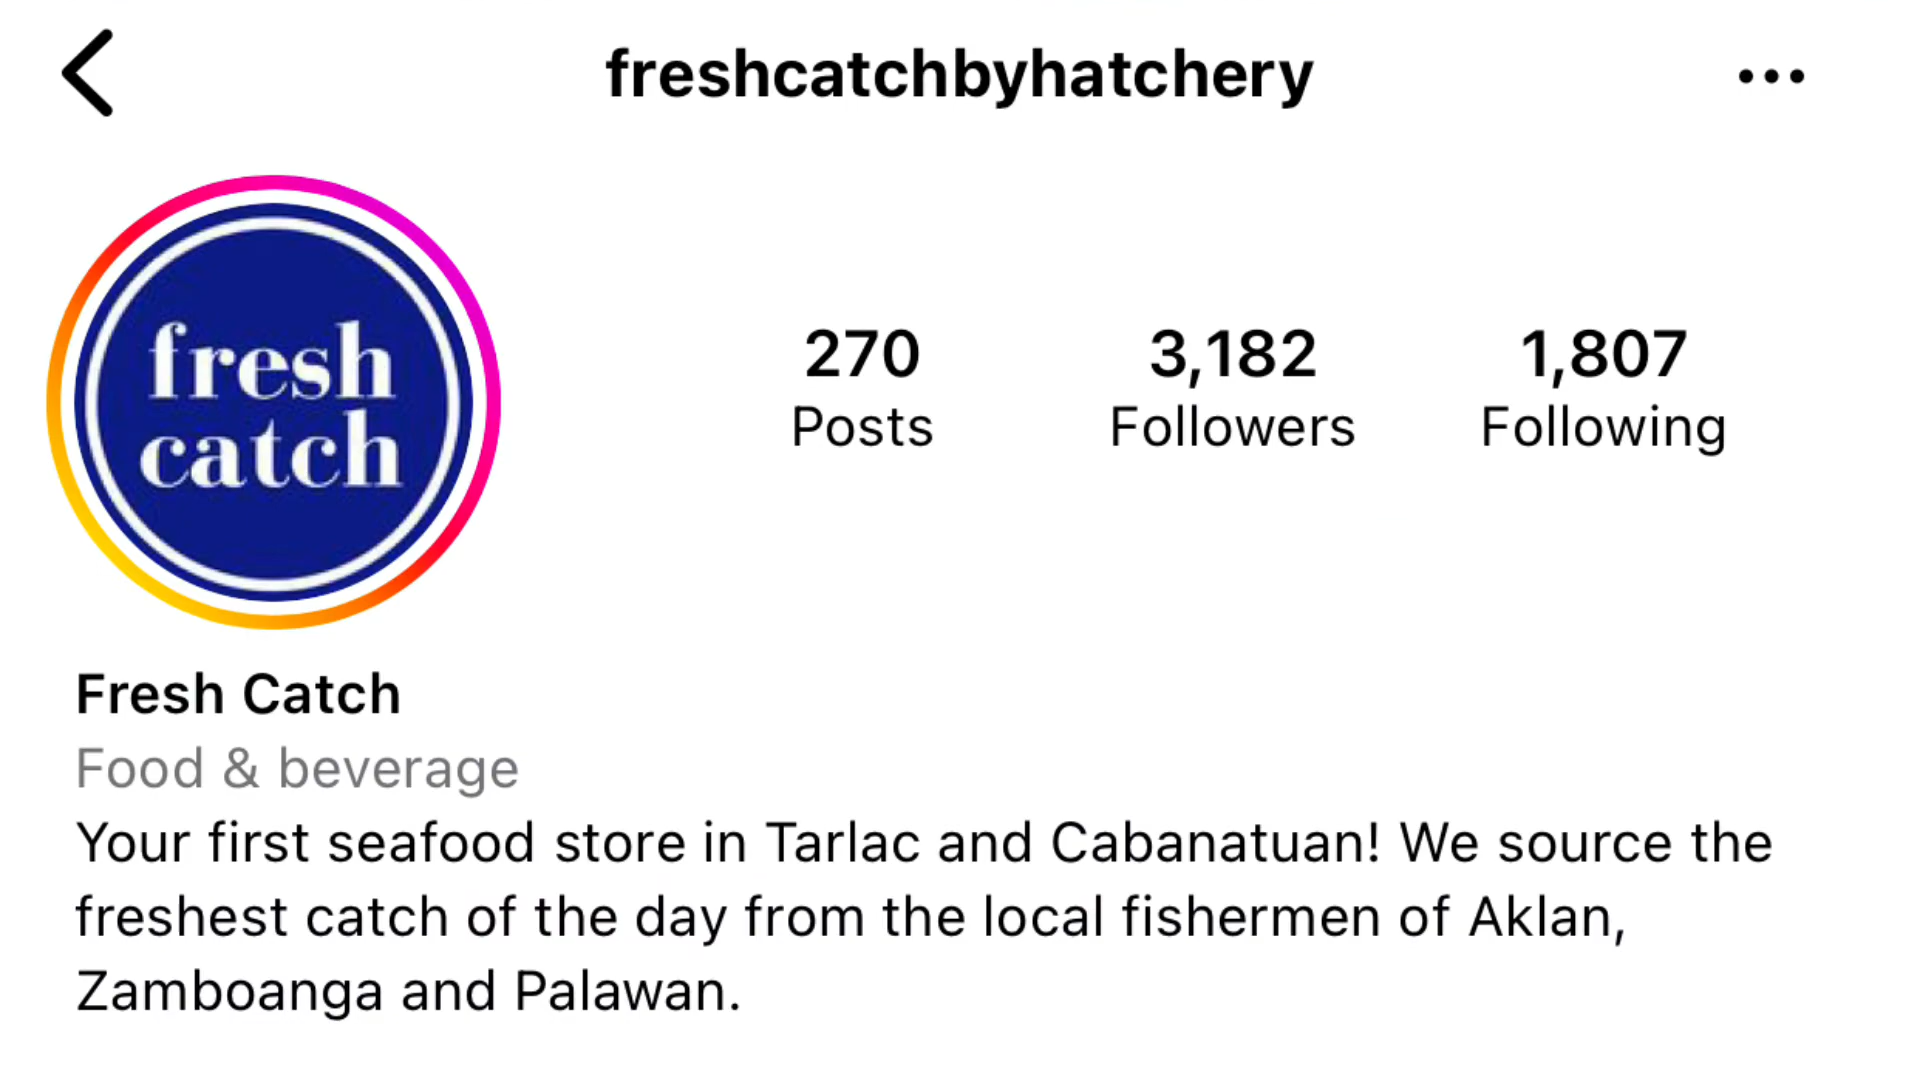 freshcatchbyhatchery
fresh
catch
270
Posts
3,182
Followers
1,807
Following
Fresh Catch
Food & beverage
Your first seafood store in Tarlac and Cabanatuan! We source the
freshest catch of the day from the local fishermen of Aklan,
Zamboanga and Palawan.